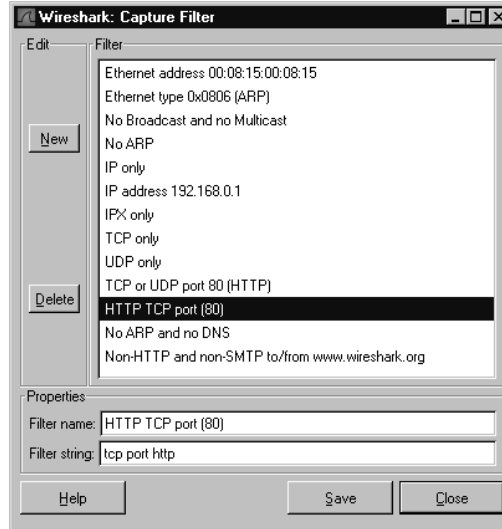 Wireshark: Capture Filter
Edit
Filter
New
Delete
Ethernet address 00:08:15:00:08:15
Ethernet type 0x0806 (ARP)
No Broadcast and no Multicast
No ARP
IP only
IP address 192.168.0.1
IPX only
TCP only
UDP only
TCP or UDP port 80 (HTTP)
HTTP TCP port (80)
No ARP and no DNS
Non-HTTP and non-SMTP to/from www.wireshark.org
Properties
Filter name: HTTP TCP port (80)
Filter string: tcp port http
Help Save Close